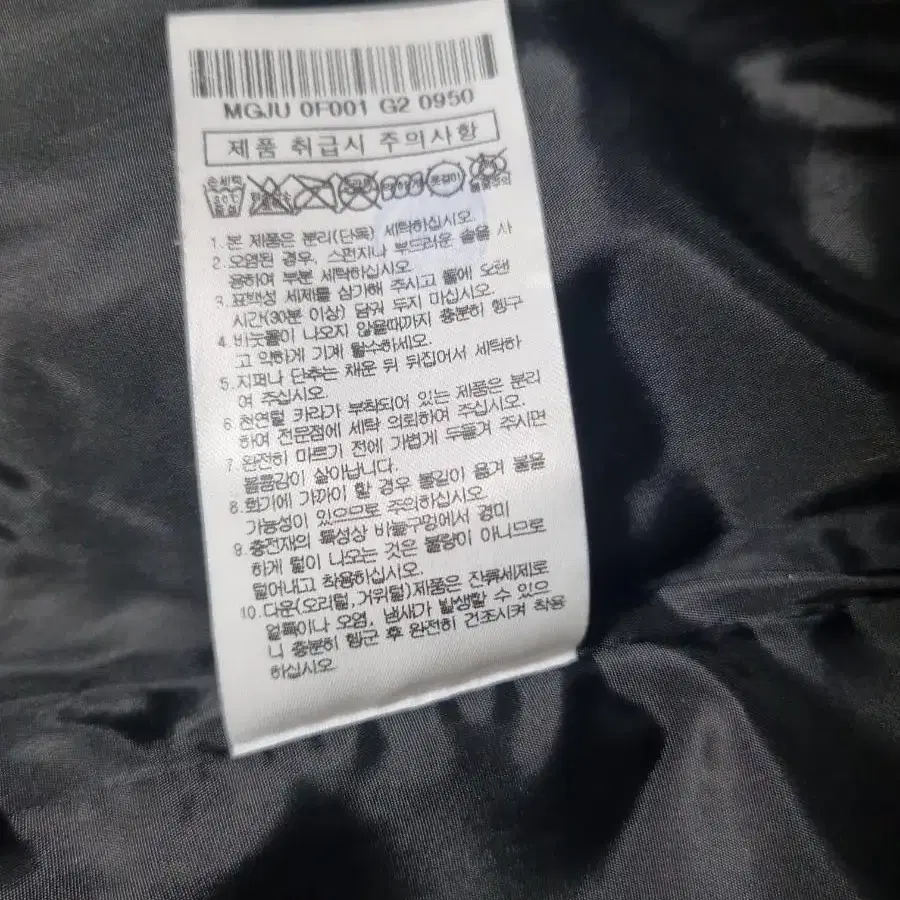 MGJU 0F001 G2 0950
제품 취급시 주의사항
손세탁
1. 본 제품은 분리(단독) 세탁하십시오.
2. 오염된 경우, 스펀지나 부드러운 솔을 사
용하여 부분 세탁하십시오
3. 표백성 세제를 삼가해 주시고 물에 오랜
시간(30분 이상) 담궈 두지 마십시오.
4. 비눗물이 나오지 않을때까지 충분히 헹구
고 약하게 기계 탈수하세요.
5. 지퍼나 단추는 채운 뒤 뒤집어서 세탁하
여 주십시오.
6. 천연털 카라가 부착되어 있는 제품은 분리
하여 전문점에 세탁 의뢰하여 주십시오.
7. 완전히 마르기 전에 가볍게 두들겨 주시면
볼륨감이 살아납니다.
8. 화기에 가까이 할 경우 불길이 옮겨 붙을
가능성이 있으므로 주의하십시오.
9. 충전재의 특성상 바늘구멍에서 경미
하게 털이 나오는 것은 불량이 아니므로
털어내고 착용하십시오.
10. 다운(오리털, 거위털)제품은 잔류세제로
얼룩이나 오염, 냄새가 발생할 수 있으
니 충분히 헹군 후 완전히 건조시켜 착용
하십시오